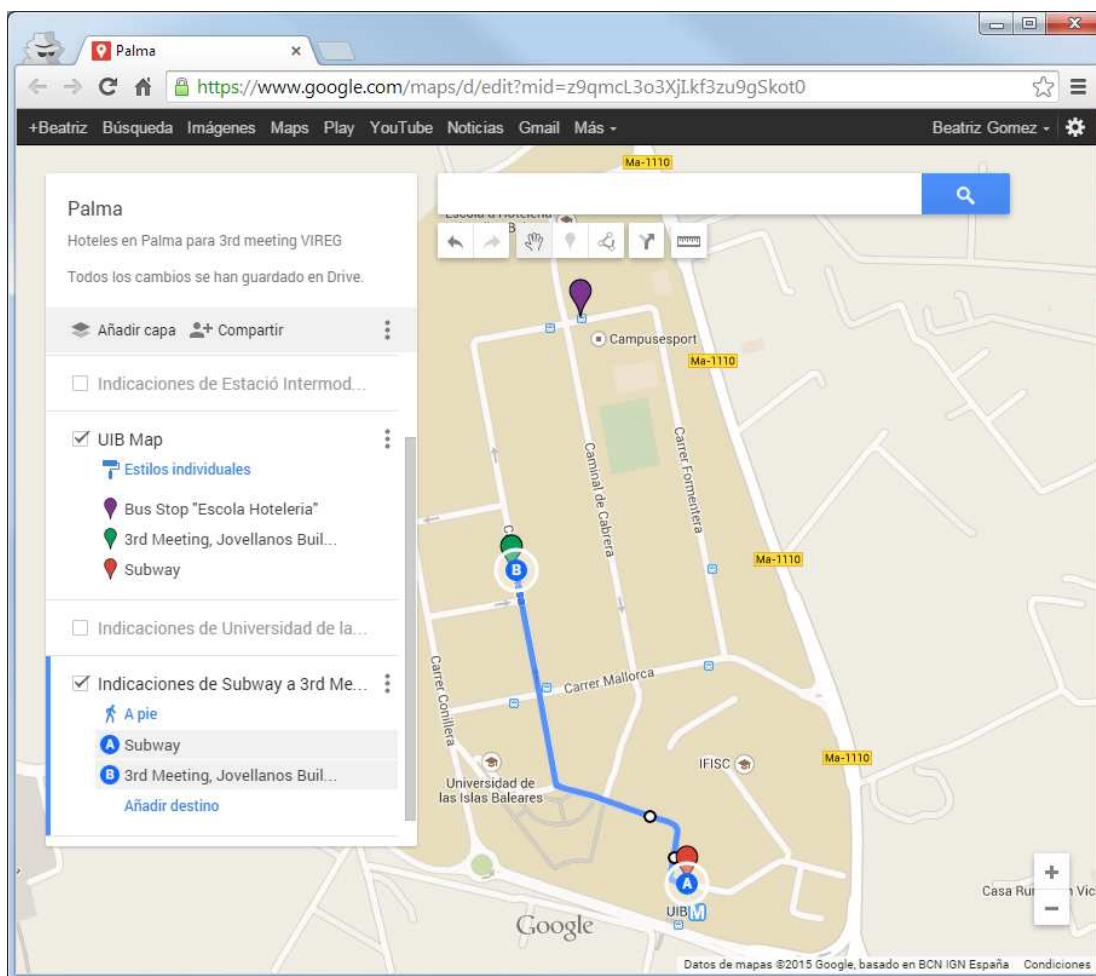 Palma
https://www.google.com/maps/d/edit?mid=z9qmcL3o3XjI.kf3zu9gSkot0
+Beatriz Búsqueda Imágenes Maps Play YouTube Noticias Gmail Más
Beatriz Gomez
Palma
Hoteles en Palma para 3rd meeting VIREG
Todos los cambios se han guardado en Drive.
Añadir capa Compartir
Indicaciones de Estació Intermod...
UIB Map
Estilos individuales
Bus Stop "Escola Hoteleria"
3rd Meeting, Jovellanos Buil...
Subway
Indicaciones de Universidad de la...
Indicaciones de Subway a 3rd Me...
A pie
A Subway
B 3rd Meeting, Jovellanos Buil...
Añadir destino
Ma-1110
Campusesport
Ma-1110
Caminal de Cabrera
Carrer Formentera
B
Ma-1110
Carrer Mallorca
Carrer Conillera
Universidad de
las Islas Baleares
IFISC
Ma-1110
A
UIB M
Google
Casa Ru
Datos de mapas ©2015 Google, basado en BCN IGN España Condiciones